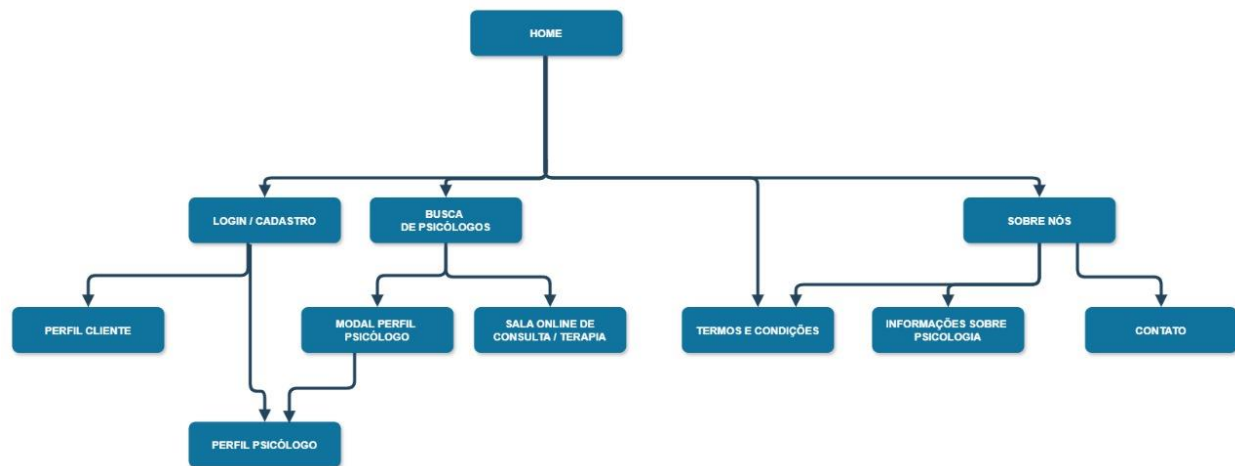 HOME
LOGIN / CADASTRO
BUSCA
DE PSICÓLOGOS
SOBRE NÓS
PERFIL CLIENTE
MODAL PERFIL
PSICÓLOGO
SALA ONLINE DE
CONSULTA / TERAPIA
TERMOS E CONDIÇÕES
INFORMAÇÕES SOBRE
PSICOLOGIA
CONTATO
PERFIL PSICÓLOGO